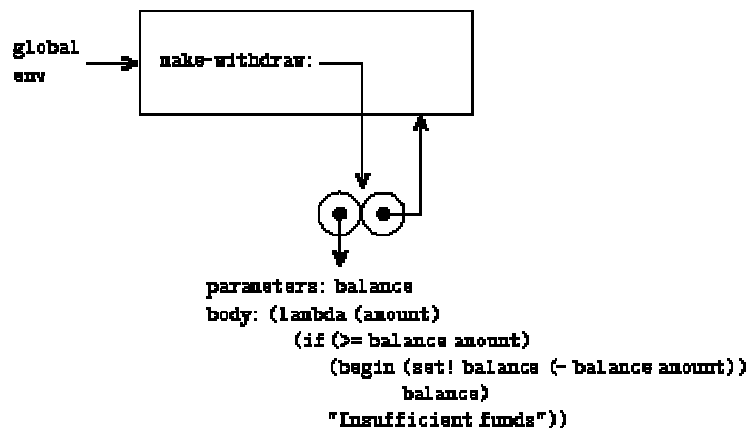 global
env
make-withdraw:
parameters: balance
body: (lambda (amount)
(if (>= balance amount)
(begin (set! balance (- balance amount))
balance)
"Insufficient funds"))